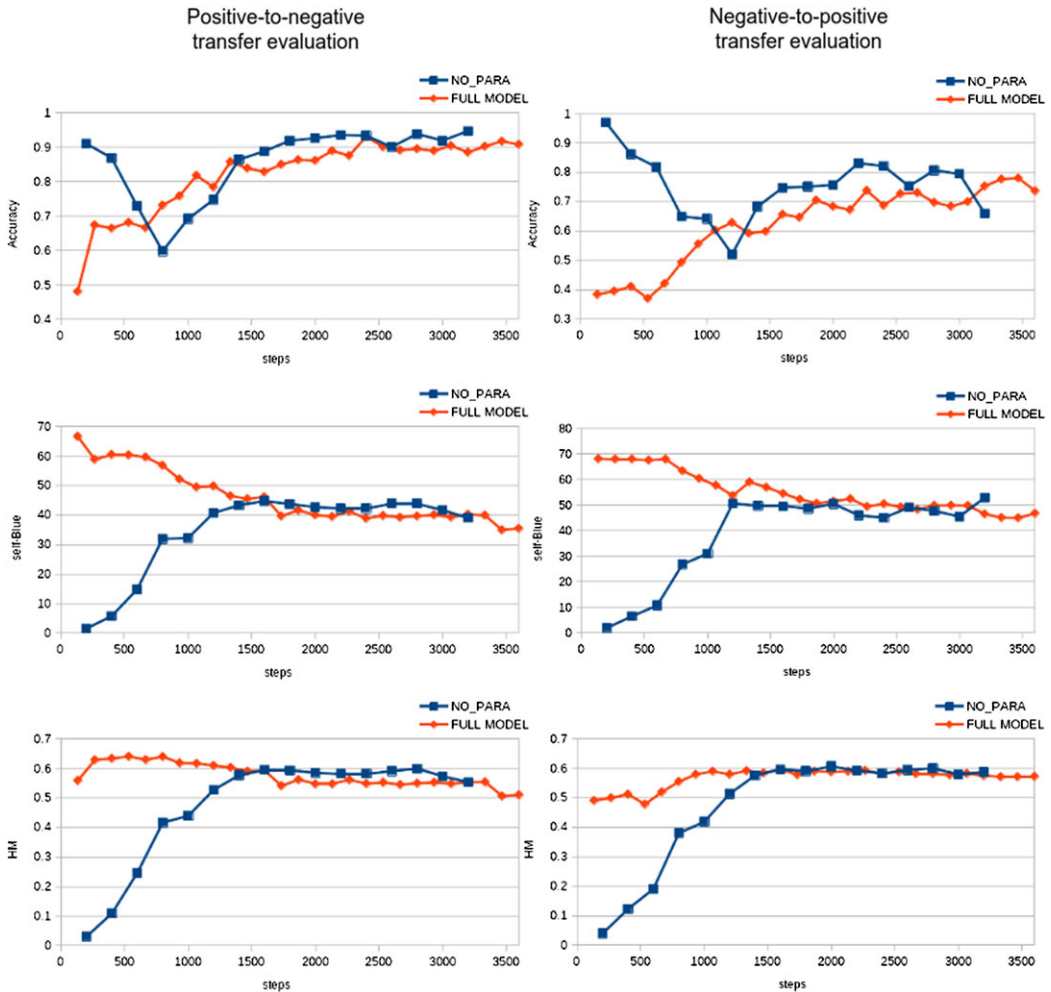 Positive-to-negative
transfer evaluation
Negative-to-positive
transfer evaluation
NO_PARA
FULL MODEL
1
0.9
0.8
0.7
0.6
0.5
0.4
Accuracy
0 500 1000 1500 2000 2500 3000 3500
steps
NO_PARA
FULL MODEL
1
0.9
0.8
0.7
0.6
0.5
0.4
0.3
Accuracy
0 500 1000 1500 2000 2500 3000 3500
steps
NO_PARA
FULL MODEL
70
60
50
40
30
20
10
0
self-Blue
0 500 1000 1500 2000 2500 3000 3500
steps
NO_PARA
FULL MODEL
80
70
60
50
40
30
20
10
0
self-Blue
0 500 1000 1500 2000 2500 3000 3500
steps
NO_PARA
FULL MODEL
0.7
0.6
0.5
0.4
0.3
0.2
0.1
0
HM
0 500 1000 1500 2000 2500 3000 3500
steps
NO_PARA
FULL MODEL
0.7
0.6
0.5
0.4
0.3
0.2
0.1
0
HM
0 500 1000 1500 2000 2500 3000 3500
steps